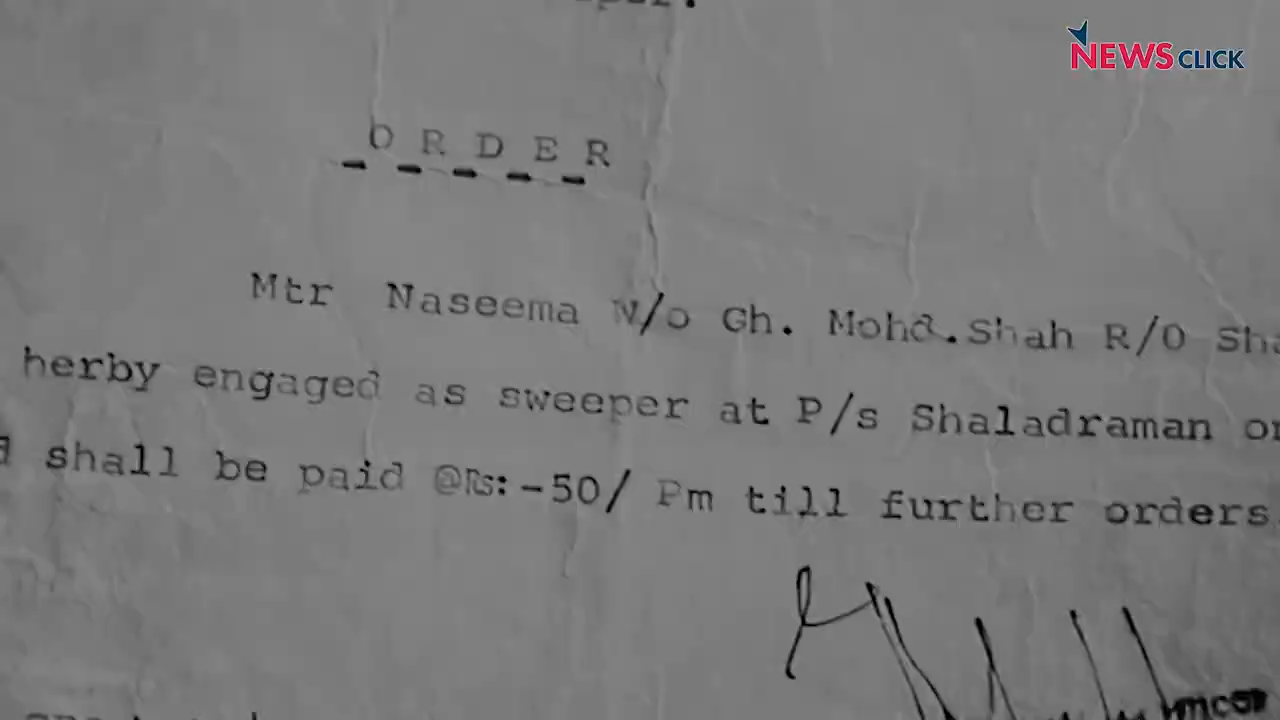 NEWSCLICK
ORDER
Mtr Naseema W/o Gh. Mohd.Shah R/O
herby engaged as sweeper at P/s Shaladraman
shall be paid @Rs:-50/ Pm till further orders